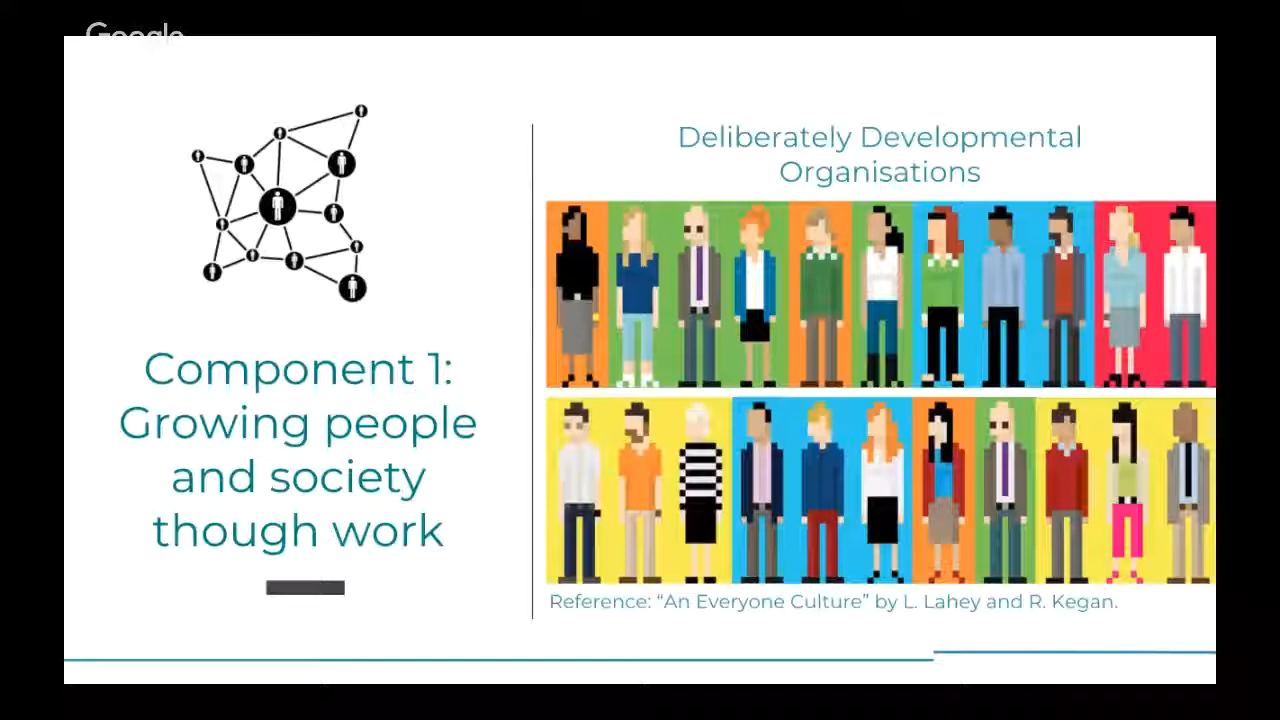 Google
Component 1:
Growing people
and society
though work
Deliberately Developmental
Organisations
Reference: “An Everyone Culture” by L. Lahey and R. Kegan.